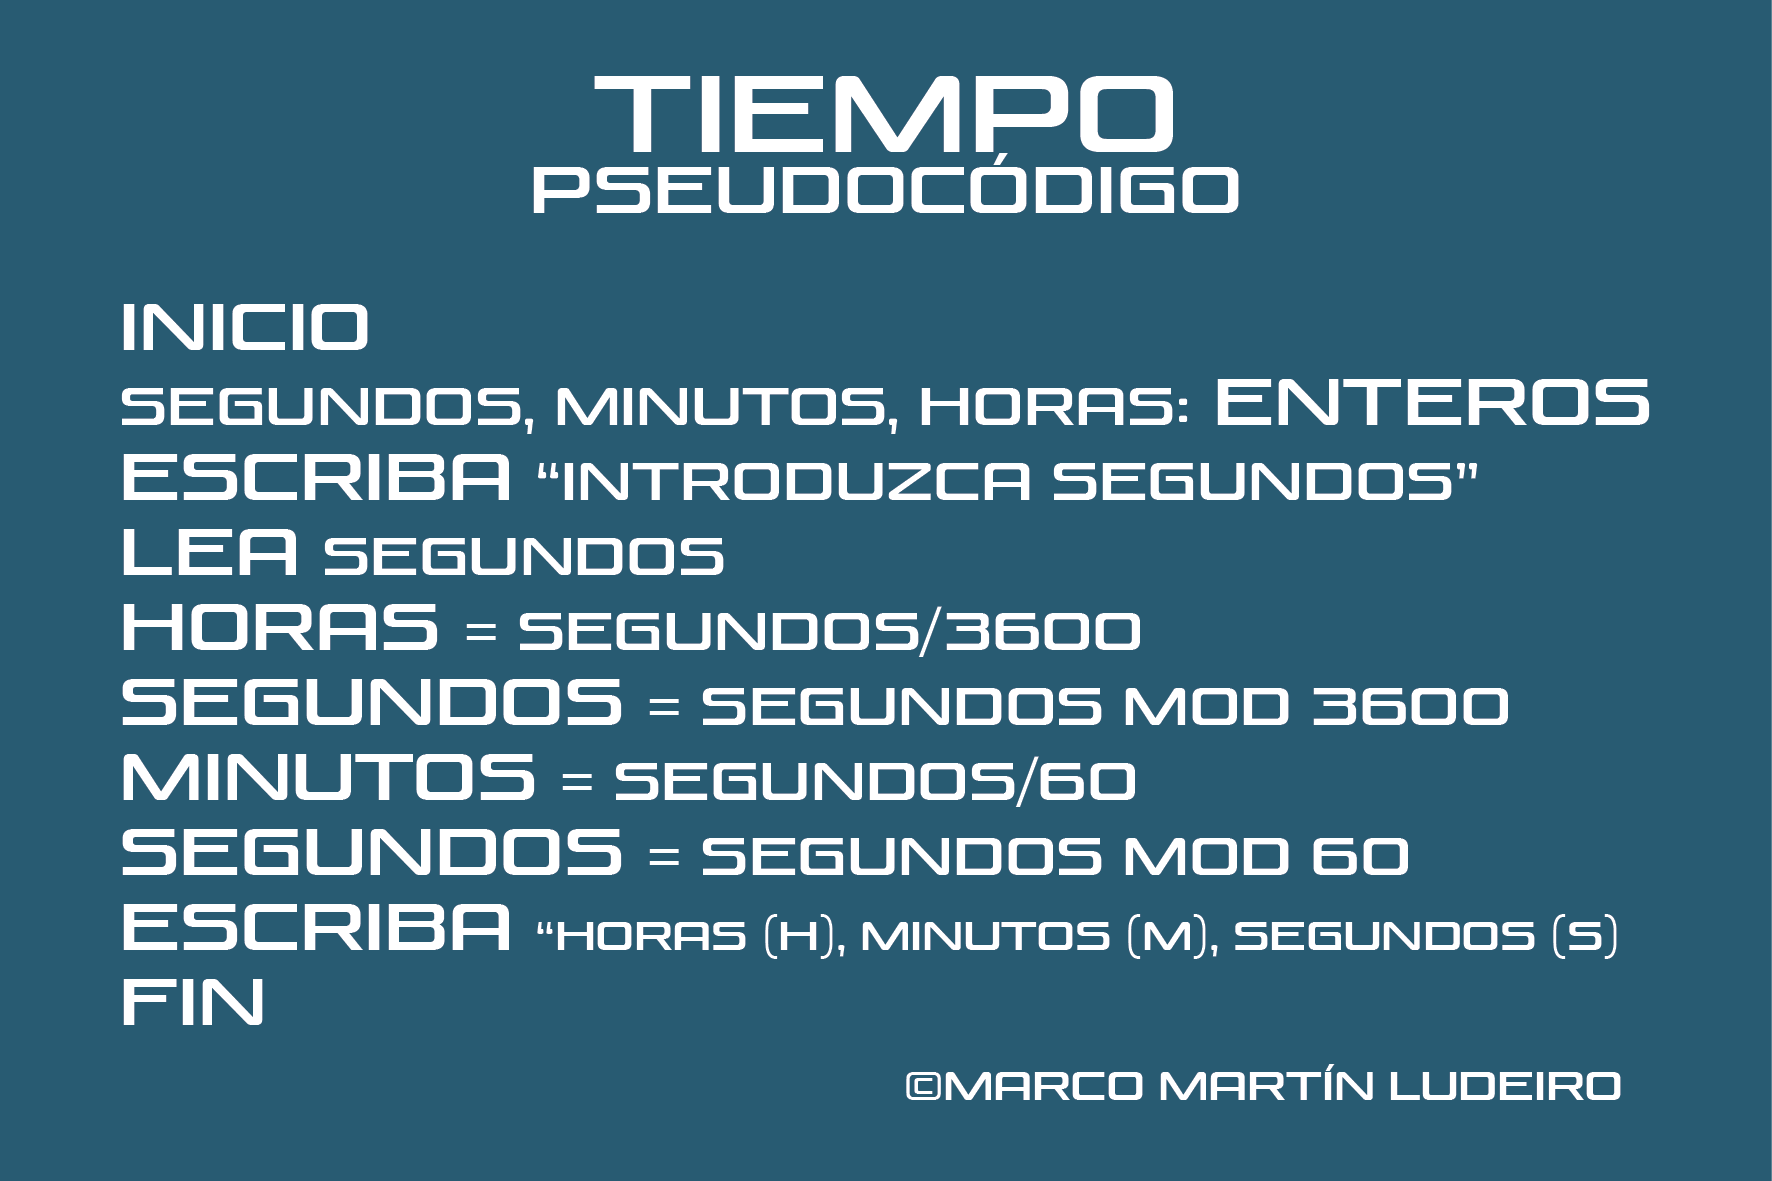 TIEMPO
PSEUDOCÓDIGO
INICIO
SEGUNDOS, MINUTOS, HORAS: ENTEROS
ESCRIBA “INTRODUZCA SEGUNDOS”
LEA SEGUNDOS
HORAS = SEGUNDOS/3600
SEGUNDOS = SEGUNDOS MOD 3600
MINUTOS = SEGUNDOS/60
SEGUNDOS = SEGUNDOS MOD 60
ESCRIBA “HORAS (H), MINUTOS (M), SEGUNDOS (S)
FIN
©MARCO MARTÍN LUDEIRO